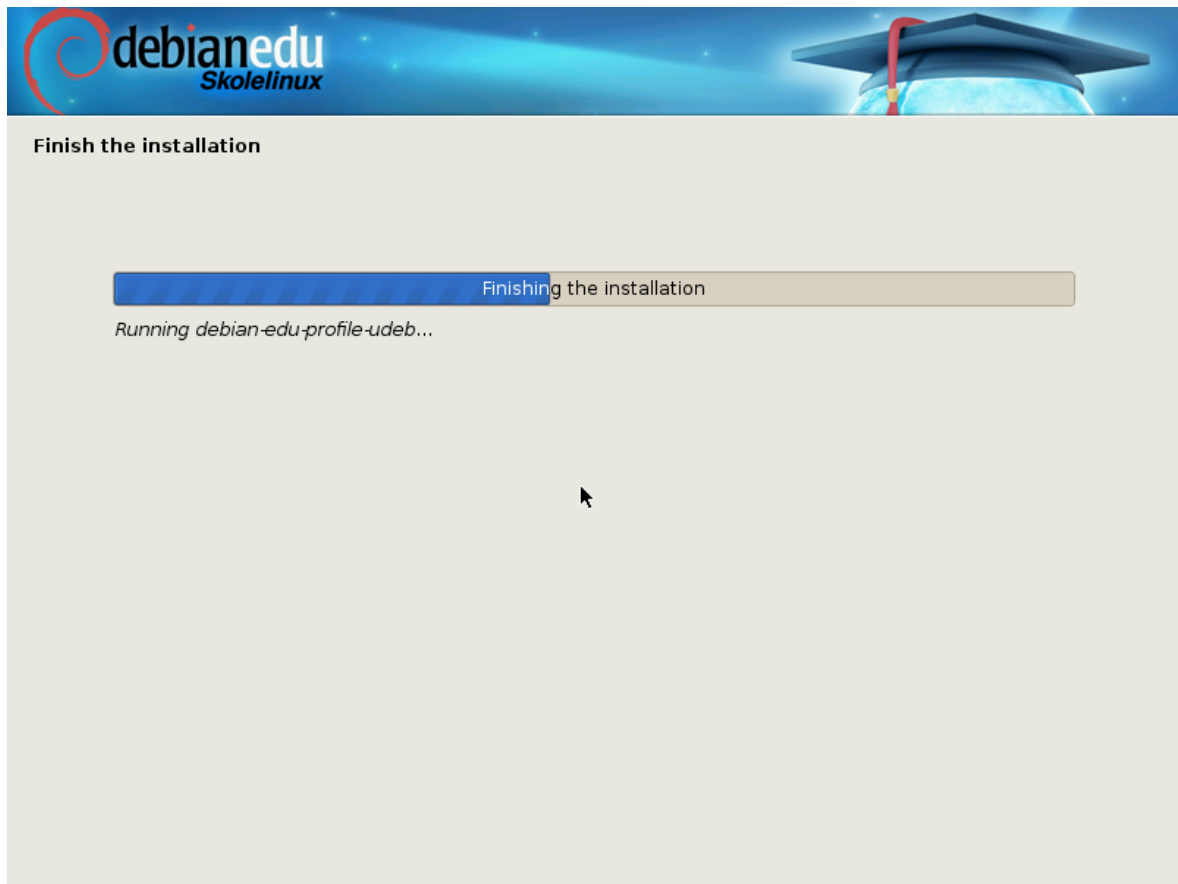 debianedu
Skolelinux
Finish the installation
Finishing the installation
Running debian-edu-profile-udeb...